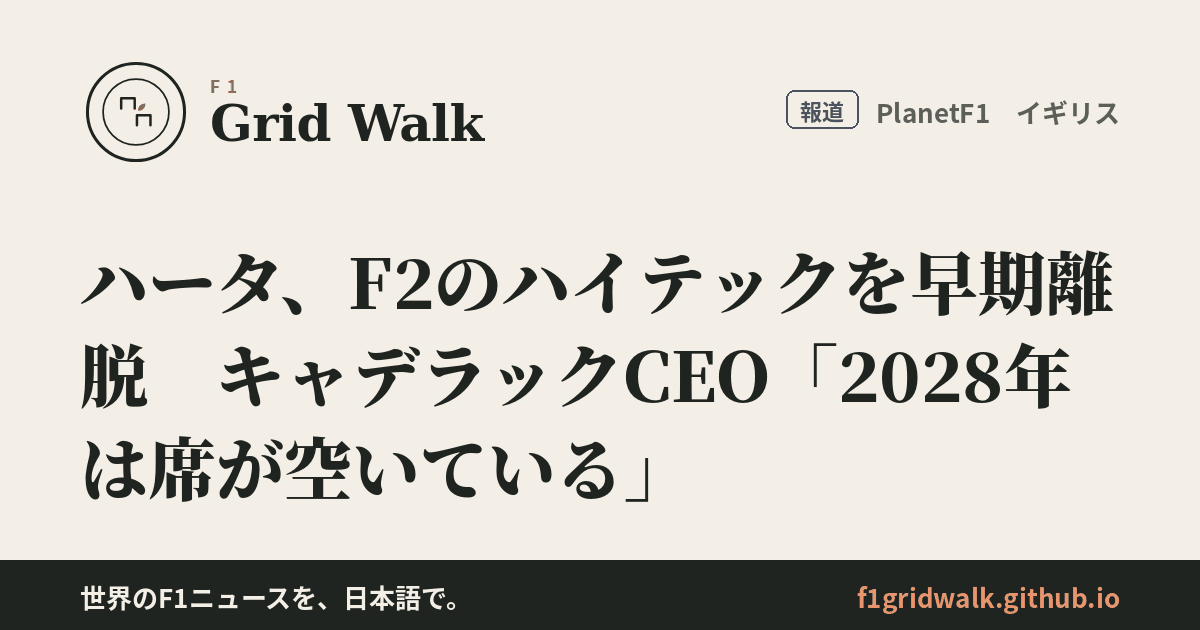 F1
Grid Walk
報道 PlanetF1 イギリス
ハータ、F2のハイテックを早期離
脱 キャデラックCEO「2028年
は席が空いている」
世界のF1ニュースを、日本語で。
f1gridwalk.github.io